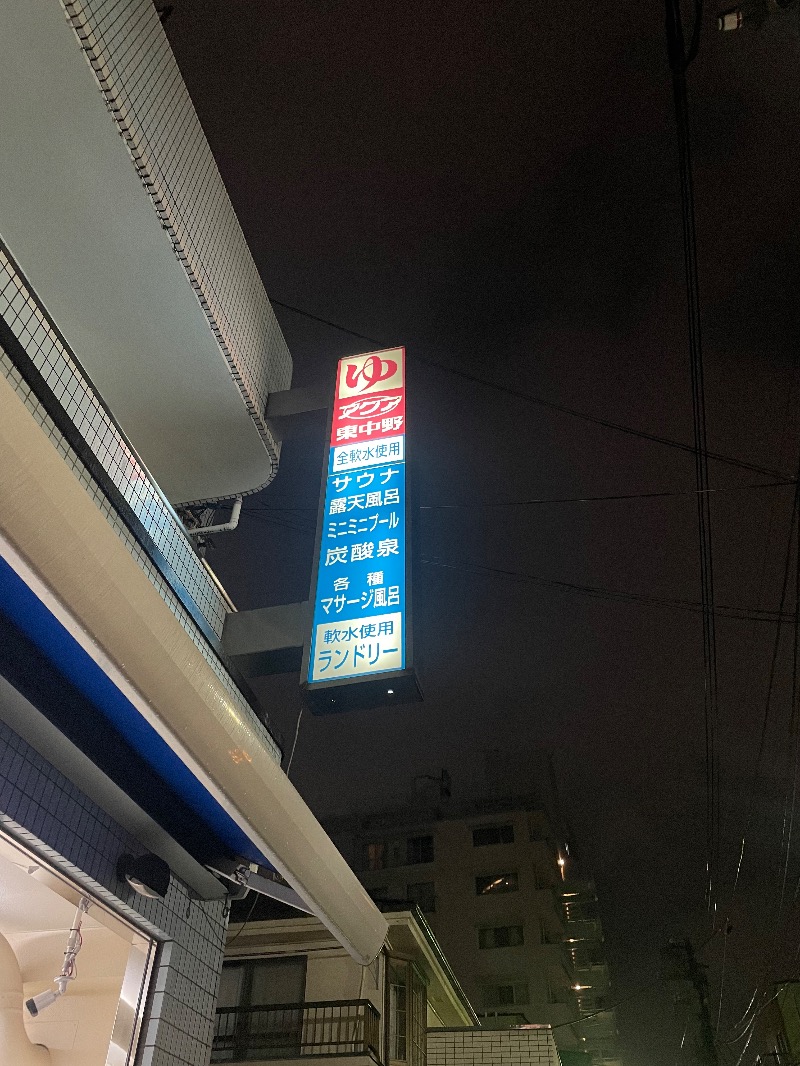 ゆ
アクア
東中野
全軟水使用
サウナ
露天風呂
ミニミニプール
炭酸泉
各種
マッサージ風呂
軟水使用
ランドリー